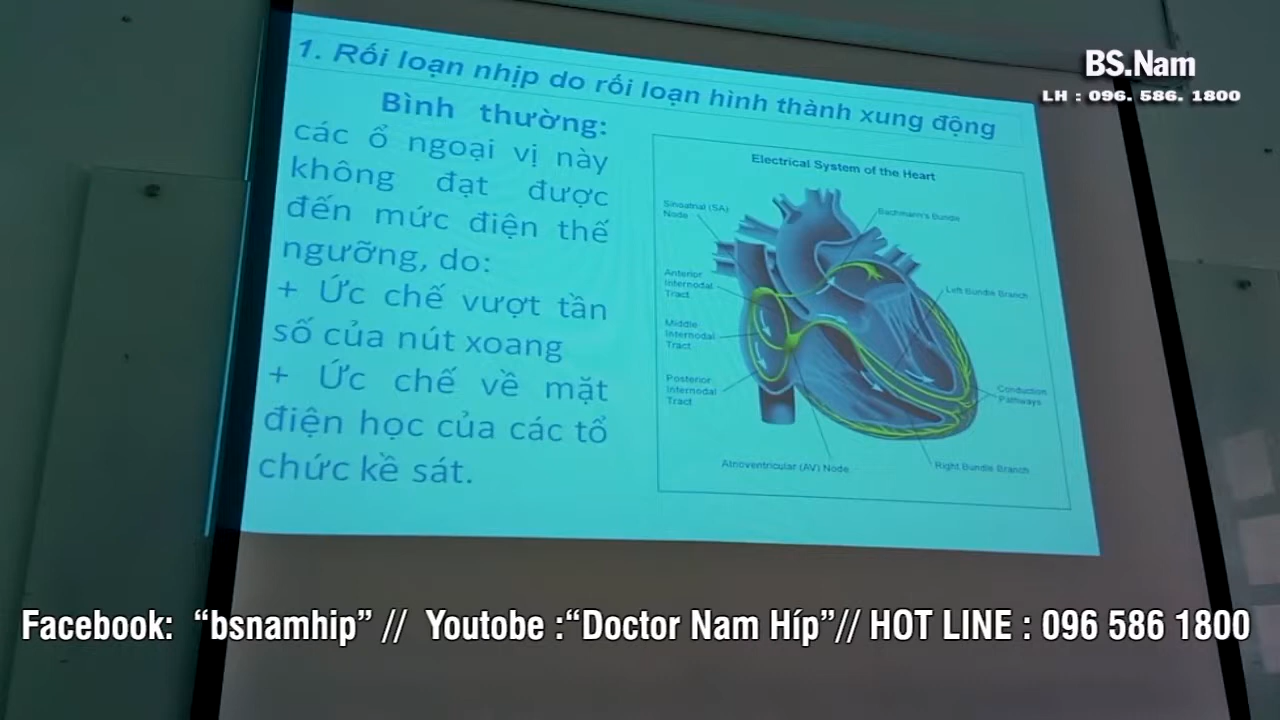 BS.Nam
LH : 096. 586. 1800
1. Rối loạn nhịp do rối loạn hình thành xung động
Bình thường:
các ổ ngoại vị này
không đạt được
đến mức điện thế
ngưỡng, do:
+ Ức chế vượt tần
số của nút xoang
+ Ức chế về mặt
điện học của các tổ
chức kề sát.
Electrical System of the Heart
Sinoatrial (SA)
Node
Bachmann's Bundle
Anterior
Internodal
Tract
Left Bundle Branch
Middle
Internodal
Tract
Posterior
Internodal
Tract
Conduction
Pathways
Atrioventricular (AV) Node
Right Bundle Branch
Facebook: “bsnamhip” // Youtobe :“Doctor Nam Híp”// HOT LINE : 096 586 1800